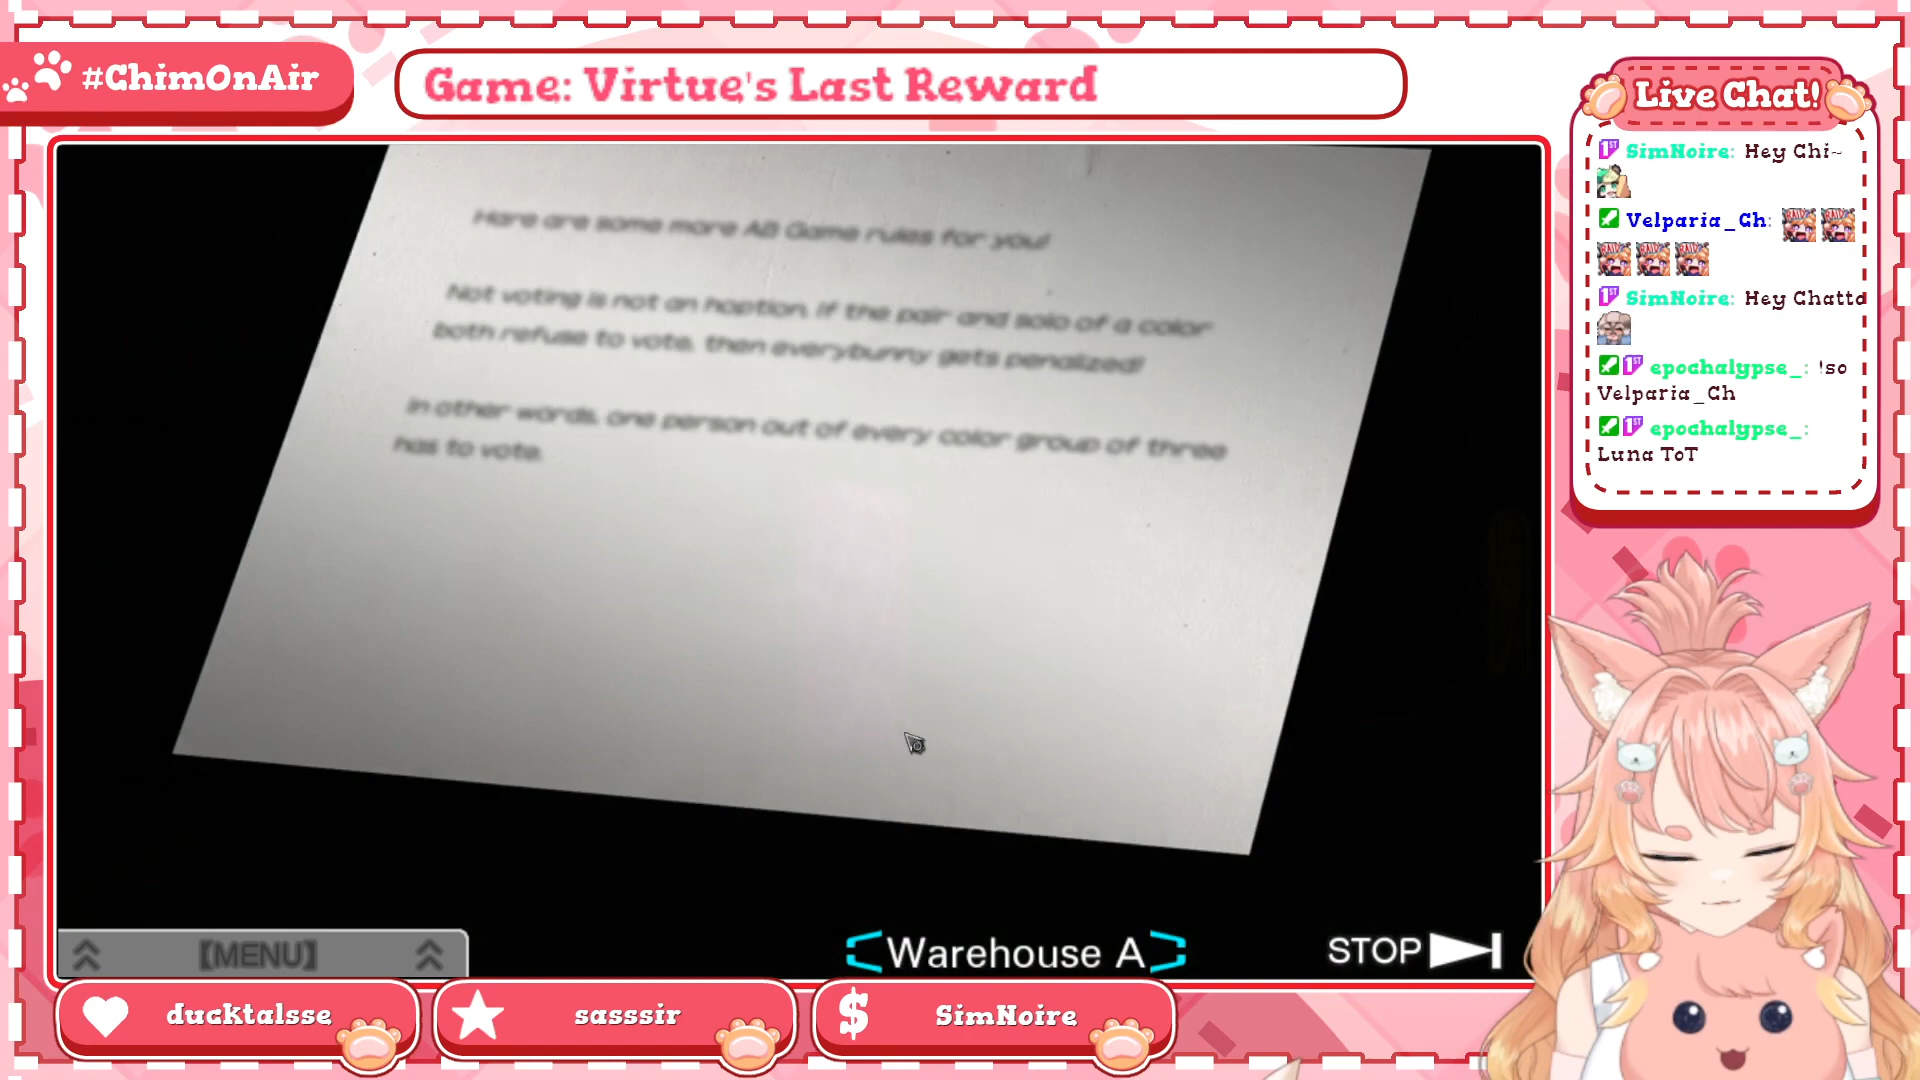 #ChimOnAir
Game: Virtue's Last Reward
Live Chat!
SimNoire: Hey Chi~
Velparia_Ch:
SimNoire: Hey Chatto
epochalypse_: !so
Velparia_Ch
epochalypse_:
Luna ToT
Hare are some more AB Game rules for you!
Not voting is not an hoption. If the pair and solo of a color
both refuse to vote, then everybunny gets penalized!
In other words, one person out of every color group of three
has to vote.
[MENU]
Warehouse A
STOP
ducktalsse
sasssir
$ SimNoire